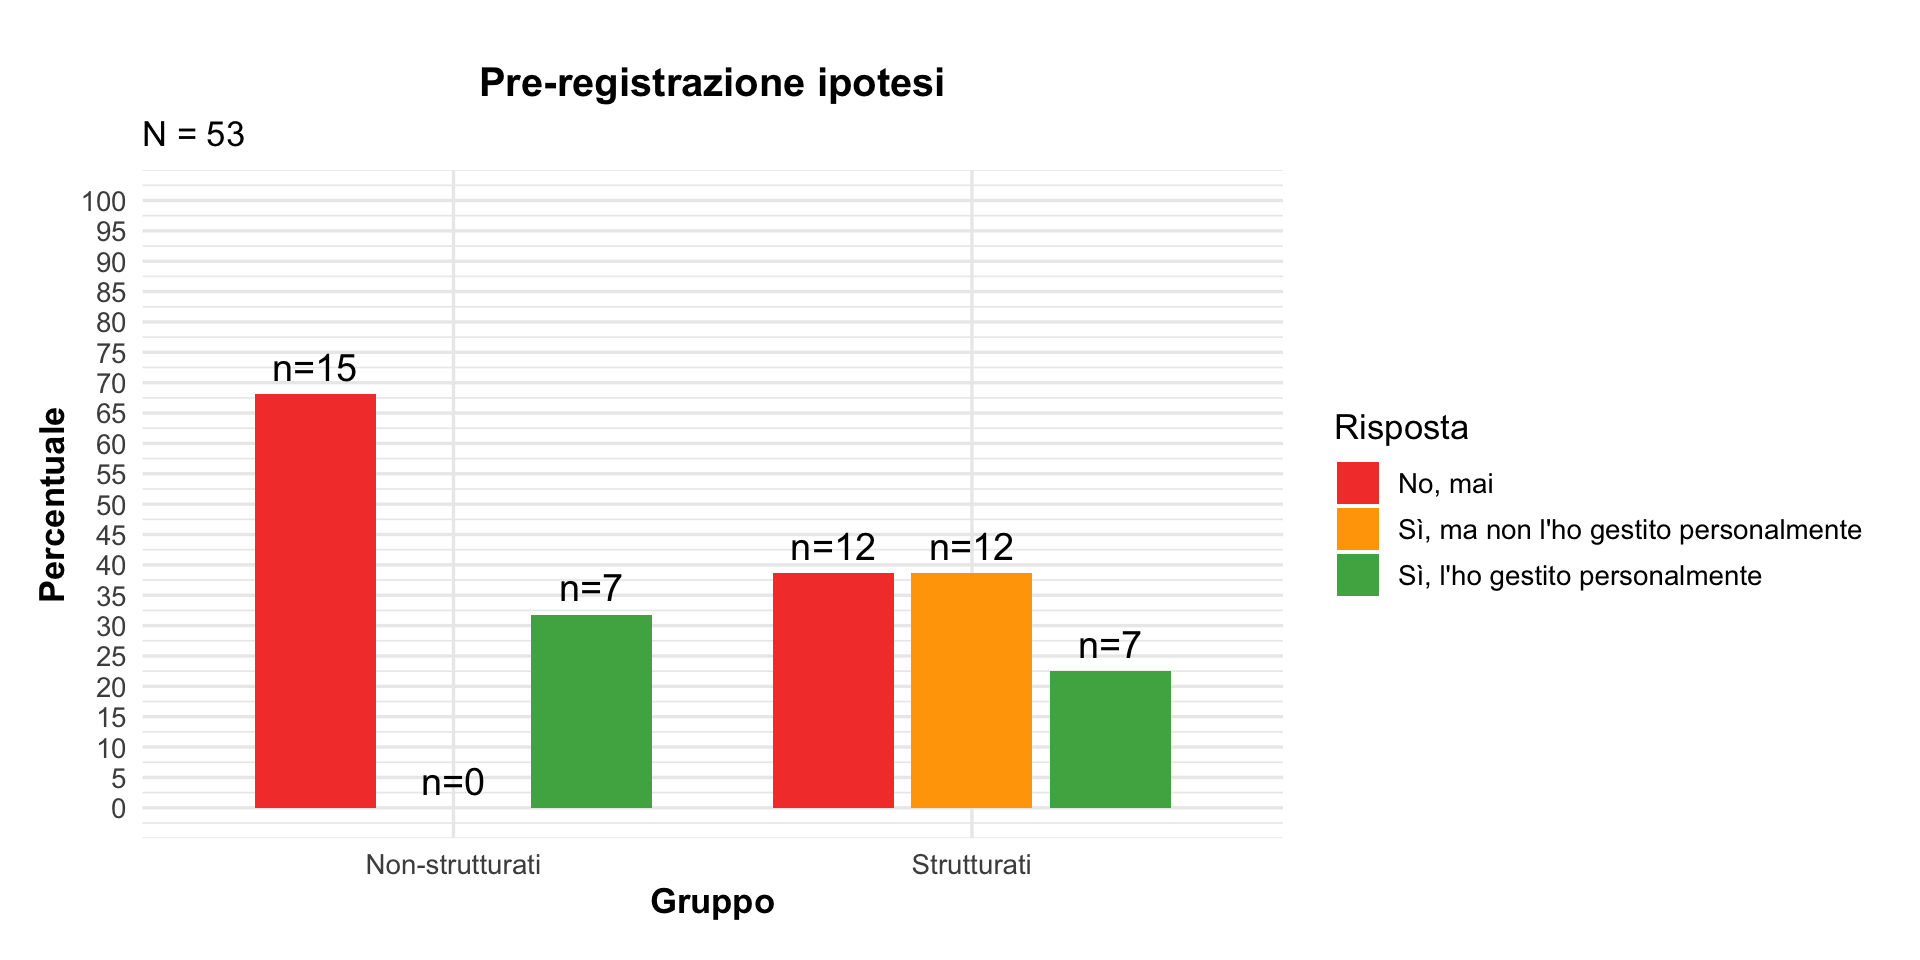 Pre-registrazione ipotesi
N = 53
100
95
90
85
80
75
70
65
60
55
50
45
40
35
30
25
20
15
10
5
0
Percentuale
n=15
n=0
n=7
n=12
n=12
n=7
Non-strutturati
Strutturati
Gruppo
Risposta
No, mai
Sì, ma non l'ho gestito personalmente
Sì, l'ho gestito personalmente